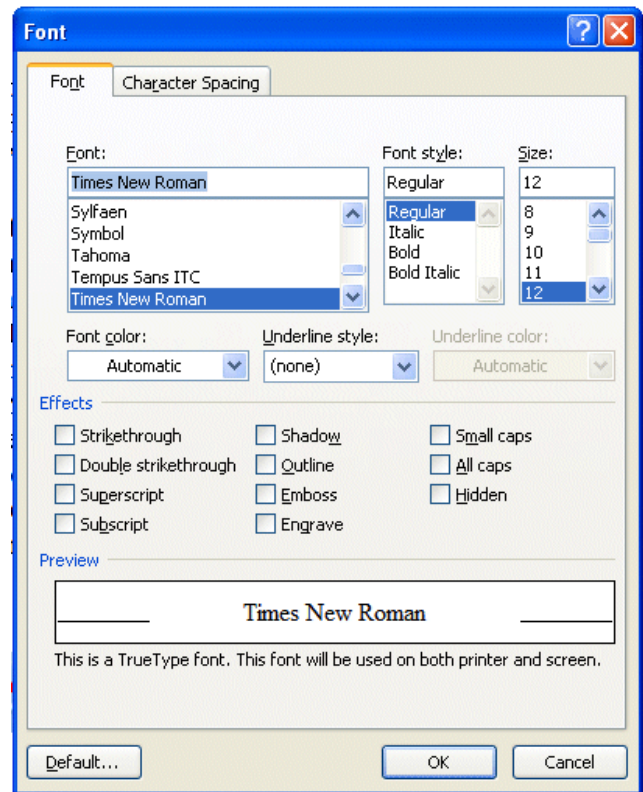 Font
Font Character Spacing
Font: Font style: Size:
Times New Roman Regular 12
Sylfaen Regular 8
Symbol Italic 9
Tahoma Bold 10
Tempus Sans ITC Bold Italic 11
Times New Roman 12
Font color: Underline style: Underline color:
Automatic (none) Automatic
Effects
Strikethrough Shadow Small caps
Double strikethrough Outline All caps
Superscript Emboss Hidden
Subscript Engrave
Preview
Times New Roman
This is a TrueType font. This font will be used on both printer and screen.
Default... OK Cancel